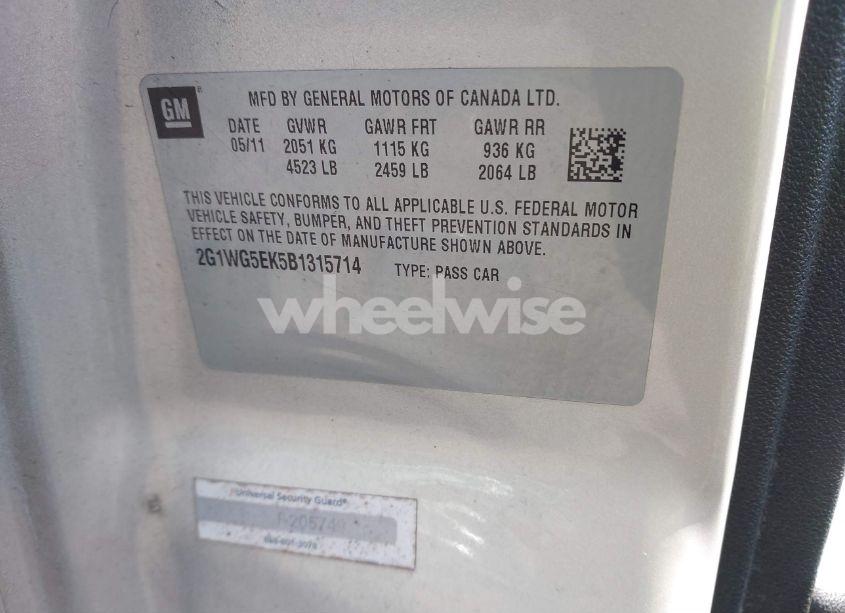 GM ®
MFD BY GENERAL MOTORS OF CANADA LTD.
DATE GVWR GAWR FRT GAWR RR
05/11 2051 KG 1115 KG 936 KG
4523 LB 2459 LB 2064 LB
THIS VEHICLE CONFORMS TO ALL APPLICABLE U.S. FEDERAL MOTOR
VEHICLE SAFETY, BUMPER, AND THEFT PREVENTION STANDARDS IN
EFFECT ON THE DATE OF MANUFACTURE SHOWN ABOVE.
2G1WG5EK5B1315714 TYPE: PASS CAR
wheelwise
Universal Security Guard®